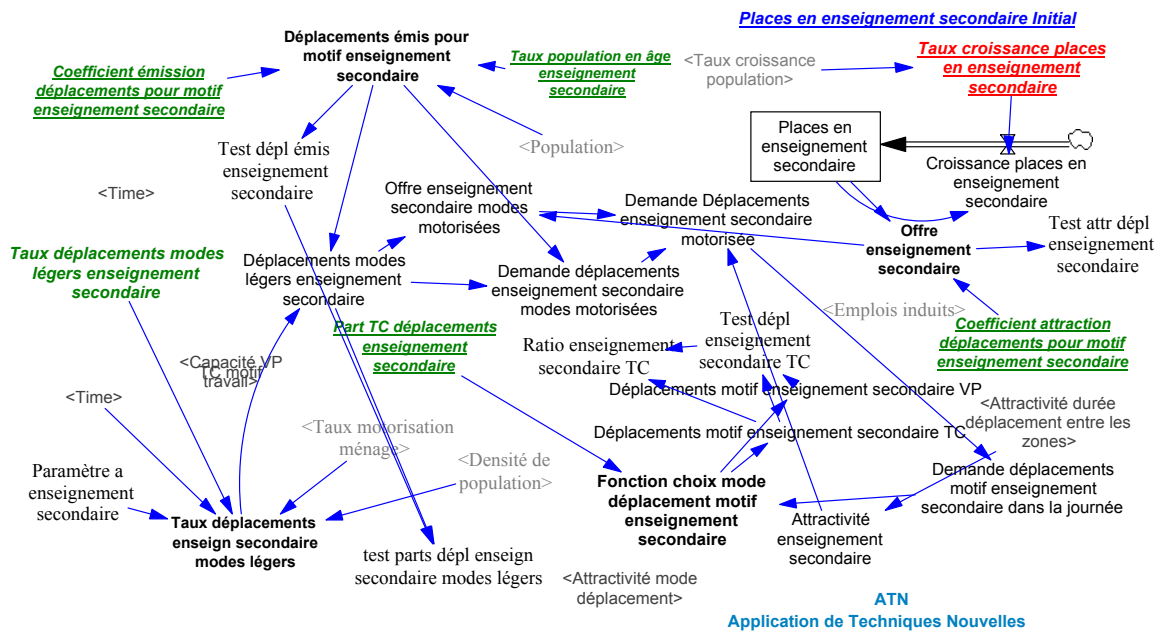 Places en enseignement secondaire Initial
Déplacements émis pour
motif enseignement
secondaire
Coefficient émission
déplacements pour motif
enseignement secondaire
Taux population en âge
enseignement
secondaire
<Taux croissance
population>
Taux croissance places
en enseignement
secondaire
Places en
enseignement
secondaire
Croissance places en
enseignement
secondaire
Test dépl émis
enseignement
secondaire
<Population>
<Time>
Offre enseignement
secondaire modes
motorisées
Demande Déplacements
enseignement secondaire
motorisée
Offre
enseignement
secondaire
Test attr dépl
enseignement
secondaire
Taux déplacements modes
légers enseignement
secondaire
Déplacements modes
légers enseignement
secondaire
Demande déplacements
enseignement secondaire
modes motorisées
<Emplois induits>
Coefficient attraction
déplacements pour motif
enseignement secondaire
Part TC déplacements
enseignement
secondaire
Test dépl
enseignement
secondaire TC
Ratio enseignement
secondaire TC
<Capacité VP
TC motif
travail>
<Time>
Déplacements motif enseignement secondaire VP
Déplacements motif enseignement secondaire TC
<Attractivité durée
déplacement entre les
zones>
<Taux motorisation
ménage>
<Densité de
population>
Paramètre a
enseignement
secondaire
Taux déplacements
enseign secondaire
modes légers
test parts dépl enseign
secondaire modes légers
Fonction choix mode
déplacement motif
enseignement
secondaire
Attractivité
enseignement
secondaire
Demande déplacements
motif enseignement
secondaire dans la journée
<Attractivité mode
déplacement>
ATN
Application de Techniques Nouvelles